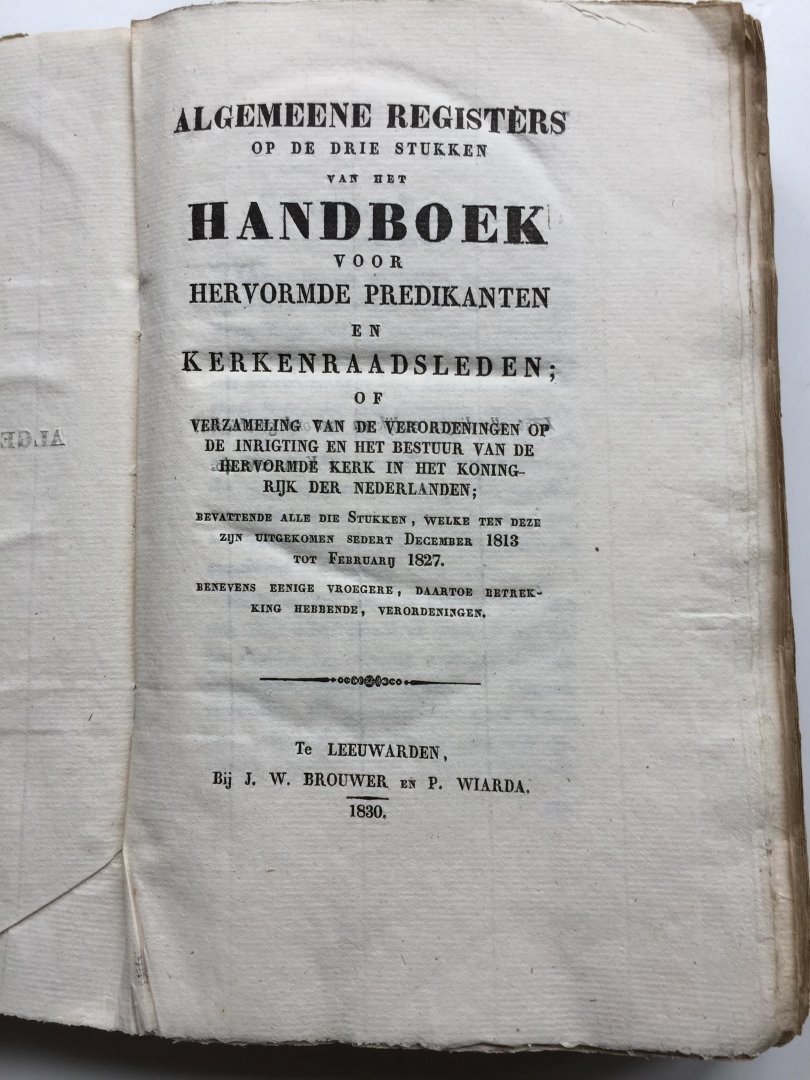 ALGEMEENE REGISTERS
OP DE DRIE STUKKEN
VAN HET
HANDBOEK
VOOR
HERVORMDE PREDIKANTEN
EN
KERKENRAADSLEDEN;
OF
VERZAMELING VAN DE VERORDENINGEN OP
DE INRIGTING EN HET BESTUUR VAN DE
HERVORMDE KERK IN HET KONING-
RIJK DER NEDERLANDEN;
BEVATTENDE ALLE DIE STUKKEN, WELKE TEN DEZE
ZIJN UITGEKOMEN SEDERT DECEMBER 1813
TOT FEBRUARIJ 1827.
BENEVENS EENIGE VROEGERE, DAARTOE BETREK-
KING HEBBENDE, VERORDENINGEN.
Te LEEUWARDEN,
Bij J. W. BROUWER EN P. WIARDA.
1830.